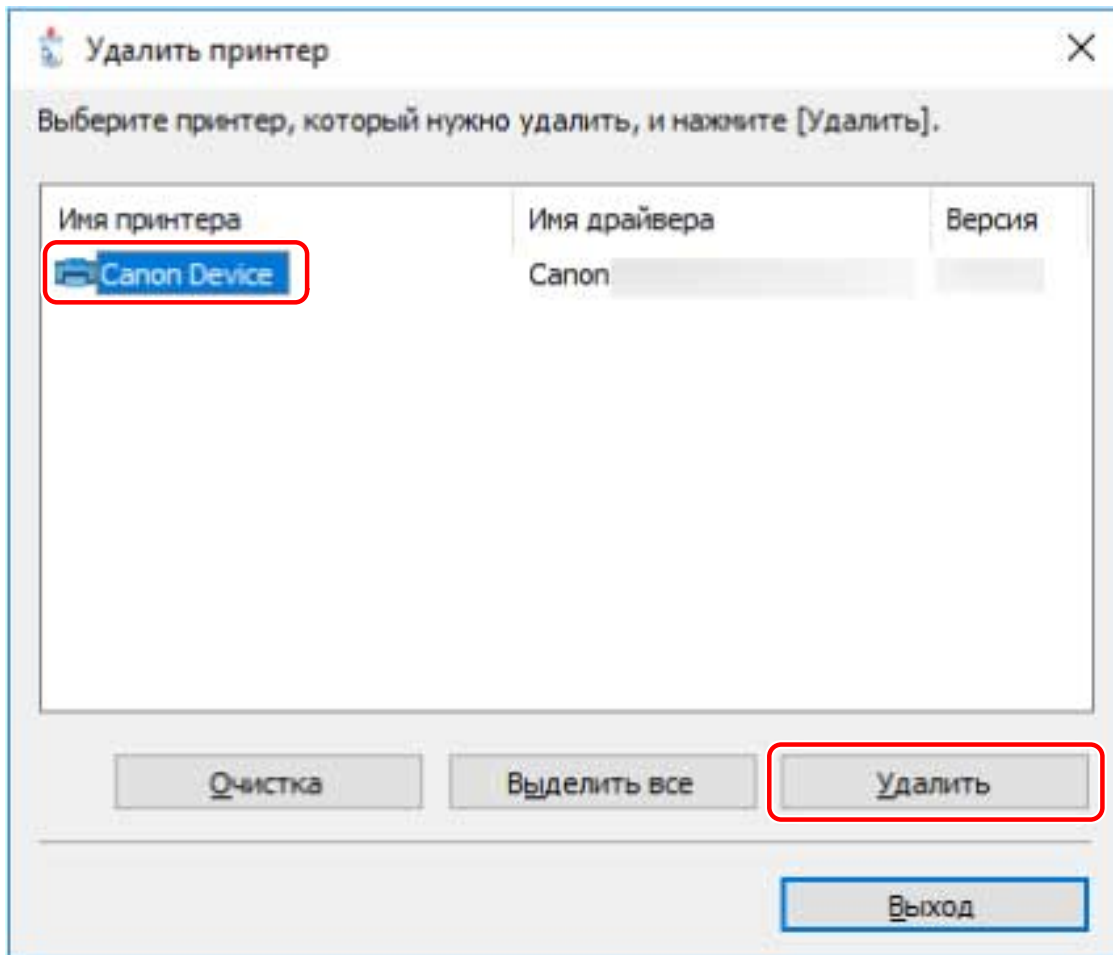 Удалить принтер
Выберите принтер, который нужно удалить, и нажмите [Удалить].
Имя принтера Имя драйвера Версия
Canon Device Canon
Очистка Выделить все Удалить
Выход